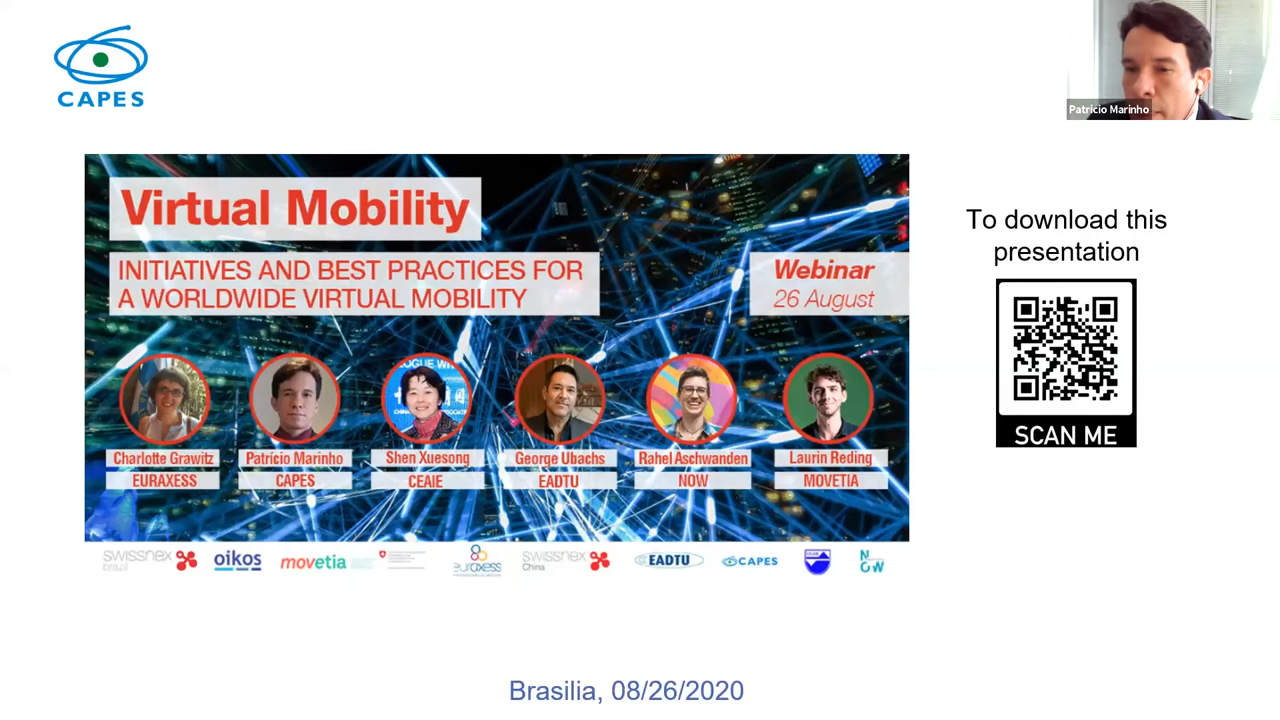 CAPES
Patrício Marinho
Virtual Mobility
INITIATIVES AND BEST PRACTICES FOR
A WORLDWIDE VIRTUAL MOBILITY
Webinar
26 August
To download this
presentation
SCAN ME
Charlotte Grawitz
EURAXESS
Patrício Marinho
CAPES
Shen Xuesong
CEAIE
George Ubachs
EADTU
Rahel Aschwanden
NOW
Laurin Reding
MOVETIA
swissnex
brazil
oikos
movetia
euraxess
swissnex
China
EADTU
CAPES
NOW
Brasilia, 08/26/2020